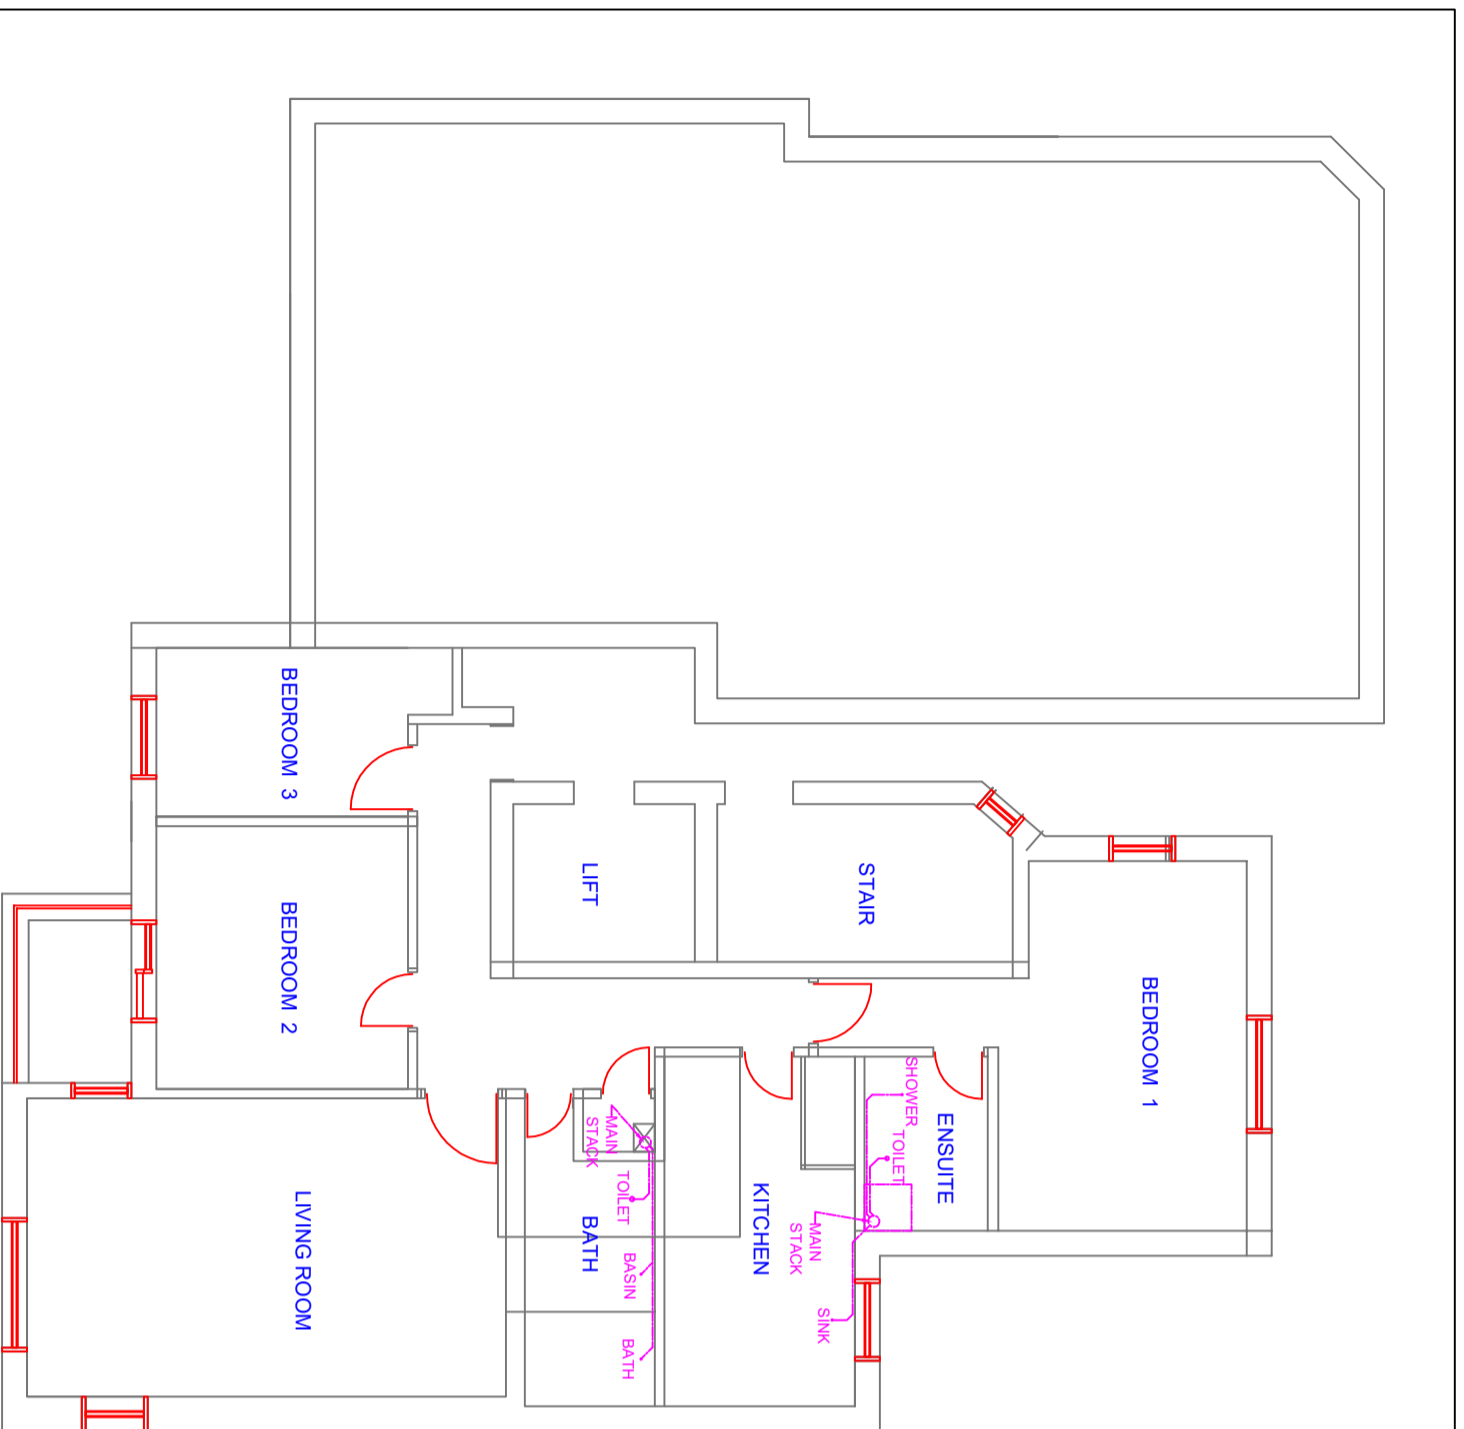 BEDROOM 3
LIFT
STAIR
BEDROOM 2
BEDROOM 1
SHOWER
ENSUITE
MAIN
STACK
TOILET
TOILET
KITCHEN
LIVING ROOM
BATH
MAIN
STACK
BASIN
SINK
BATH